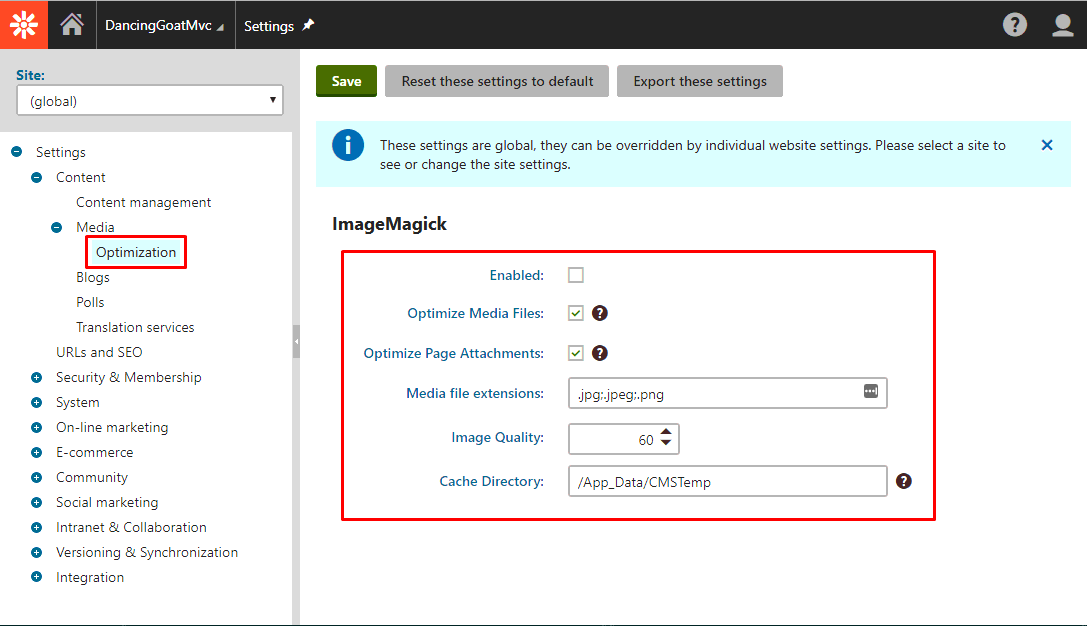 DancingGoatMvc
Settings
?
Site:
(global)
Settings
Content
Content management
Media
Optimization
Blogs
Polls
Translation services
URLs and SEO
Security & Membership
System
On-line marketing
E-commerce
Community
Social marketing
Intranet & Collaboration
Versioning & Synchronization
Integration
Save
Reset these settings to default
Export these settings
These settings are global, they can be overridden by individual website settings. Please select a site to
see or change the site settings.
ImageMagick
Enabled:
Optimize Media Files:
?
Optimize Page Attachments:
?
Media file extensions:
.jpg;.jpeg;.png
Image Quality:
60
Cache Directory:
/App_Data/CMSTemp
?